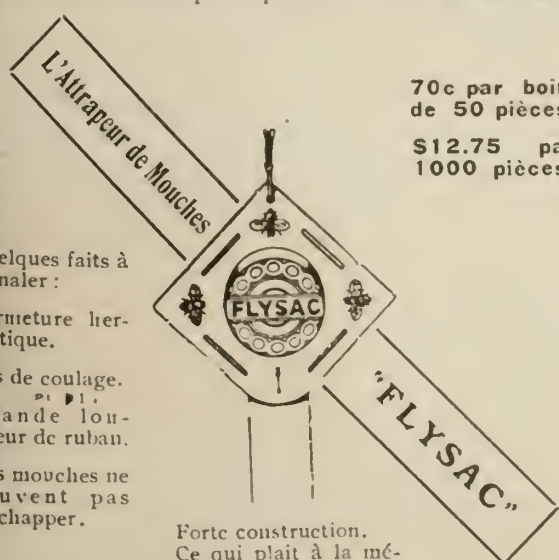 L'Attrapeur de Mouches
70c par
de 50 pièces
$12.75
1000 pièces
FLYSAC
"FLYSAC"
elques faits à
naler :
rmeture her-
tique.
s de coulage.
ande lon-
eur de ruban.
s mouches ne
uvent pas
chapper.
Forte construction.
Ce qui plait à la mé-